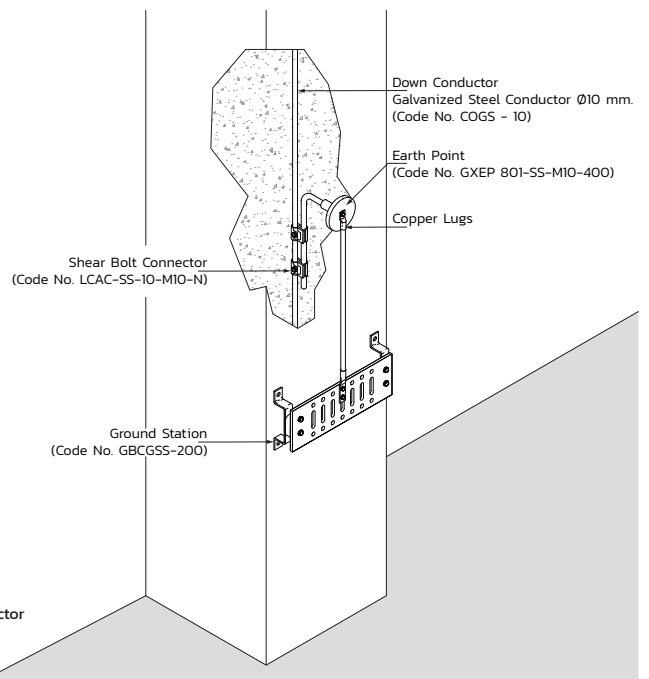 Down Conductor
Galvanized Steel Conductor Ø10 mm.
(Code No. COGS - 10)
Earth Point
(Code No. GXEP 801-SS-M10-400)
Copper Lugs
Shear Bolt Connector
(Code No. LCAC-SS-10-M10-N)
Ground Station
(Code No. GBCGSS-200)
ctor